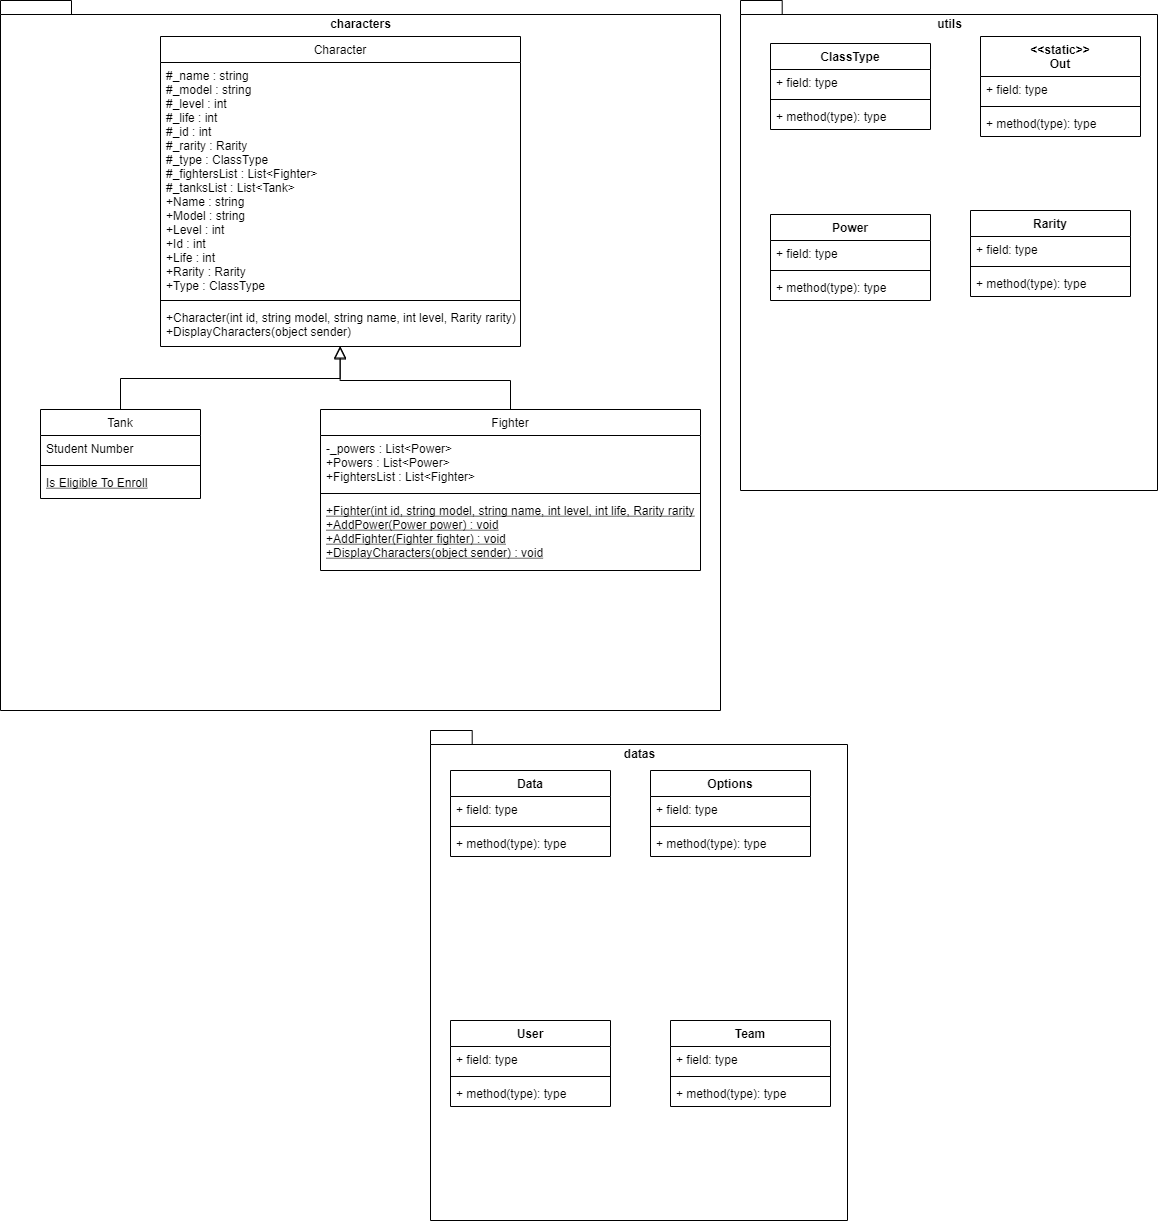 characters
Character
#_name : string
#_model : string
#_level : int
#_life : int
#_id : int
#_rarity : Rarity
#_type : ClassType
#_fightersList : List<Fighter>
#_tanksList : List<Tank>
+Name : string
+Model : string
+Level : int
+Id : int
+Life : int
+Rarity : Rarity
+Type : ClassType
+Character(int id, string model, string name, int level, Rarity rarity)
+DisplayCharacters(object sender)
Tank
Student Number
Is Eligible To Enroll
Fighter
-_powers : List<Power>
+Powers : List<Power>
+FightersList : List<Fighter>
+Fighter(int id, string model, string name, int level, int life, Rarity rarity
+AddPower(Power power) : void
+AddFighter(Fighter fighter) : void
+DisplayCharacters(object sender) : void
utils
ClassType
+ field: type
+ method(type): type
<<static>>
Out
+ field: type
+ method(type): type
Power
+ field: type
+ method(type): type
Rarity
+ field: type
+ method(type): type
datas
Data
+ field: type
+ method(type): type
Options
+ field: type
+ method(type): type
User
+ field: type
+ method(type): type
Team
+ field: type
+ method(type): type